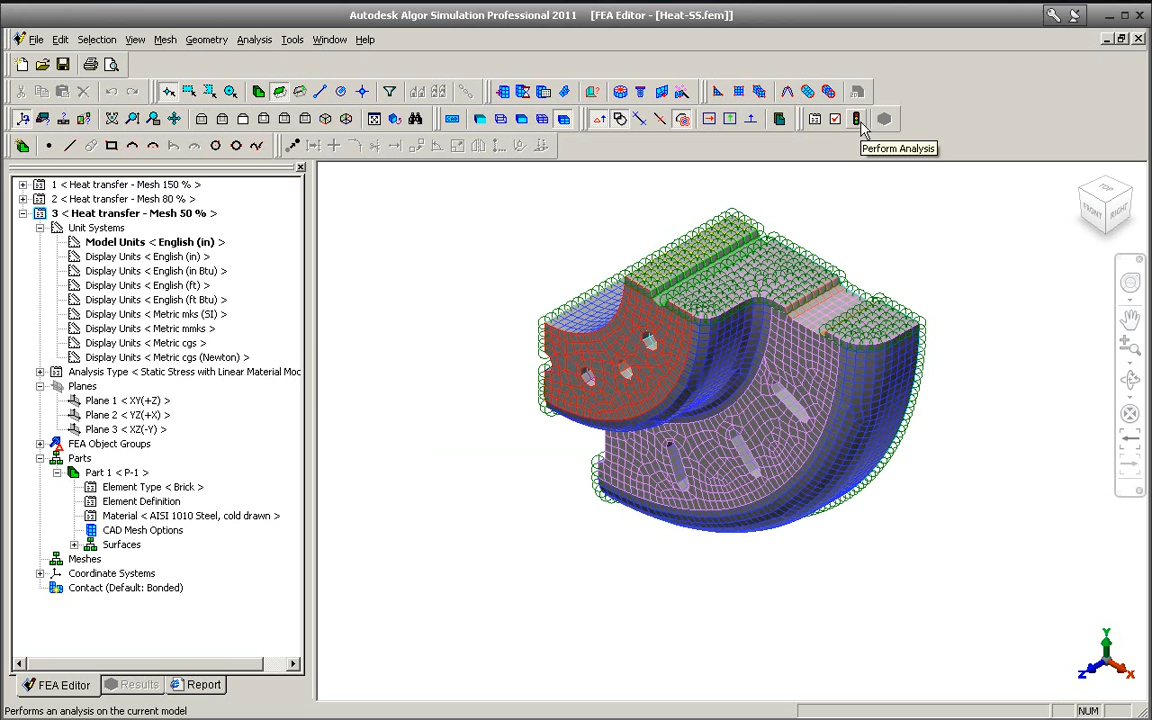 Autodesk Algor Simulation Professional 2011 [FEA Editor - [Heat-SS.fem]]
File Edit Selection View Mesh Geometry Analysis Tools Window Help
Perform Analysis
1 < Heat transfer - Mesh 150 % >
2 < Heat transfer - Mesh 80 % >
3 < Heat transfer - Mesh 50 % >
Unit Systems
Model Units < English (in) >
Display Units < English (in) >
Display Units < English (in Btu) >
Display Units < English (ft) >
Display Units < English (ft Btu) >
Display Units < Metric mks (SI) >
Display Units < Metric mmks >
Display Units < Metric cgs >
Display Units < Metric cgs (Newton) >
Analysis Type < Static Stress with Linear Material Moc
Planes
Plane 1 < XY(+Z) >
Plane 2 < YZ(+X) >
Plane 3 < XZ(-Y) >
FEA Object Groups
Parts
Part 1 < P-1 >
Element Type < Brick >
Element Definition
Material < AISI 1010 Steel, cold drawn >
CAD Mesh Options
Surfaces
Meshes
Coordinate Systems
Contact (Default: Bonded)
TOP
FRONT RIGHT
Y
Z X
FEA Editor Results Report
Performs an analysis on the current model NUM